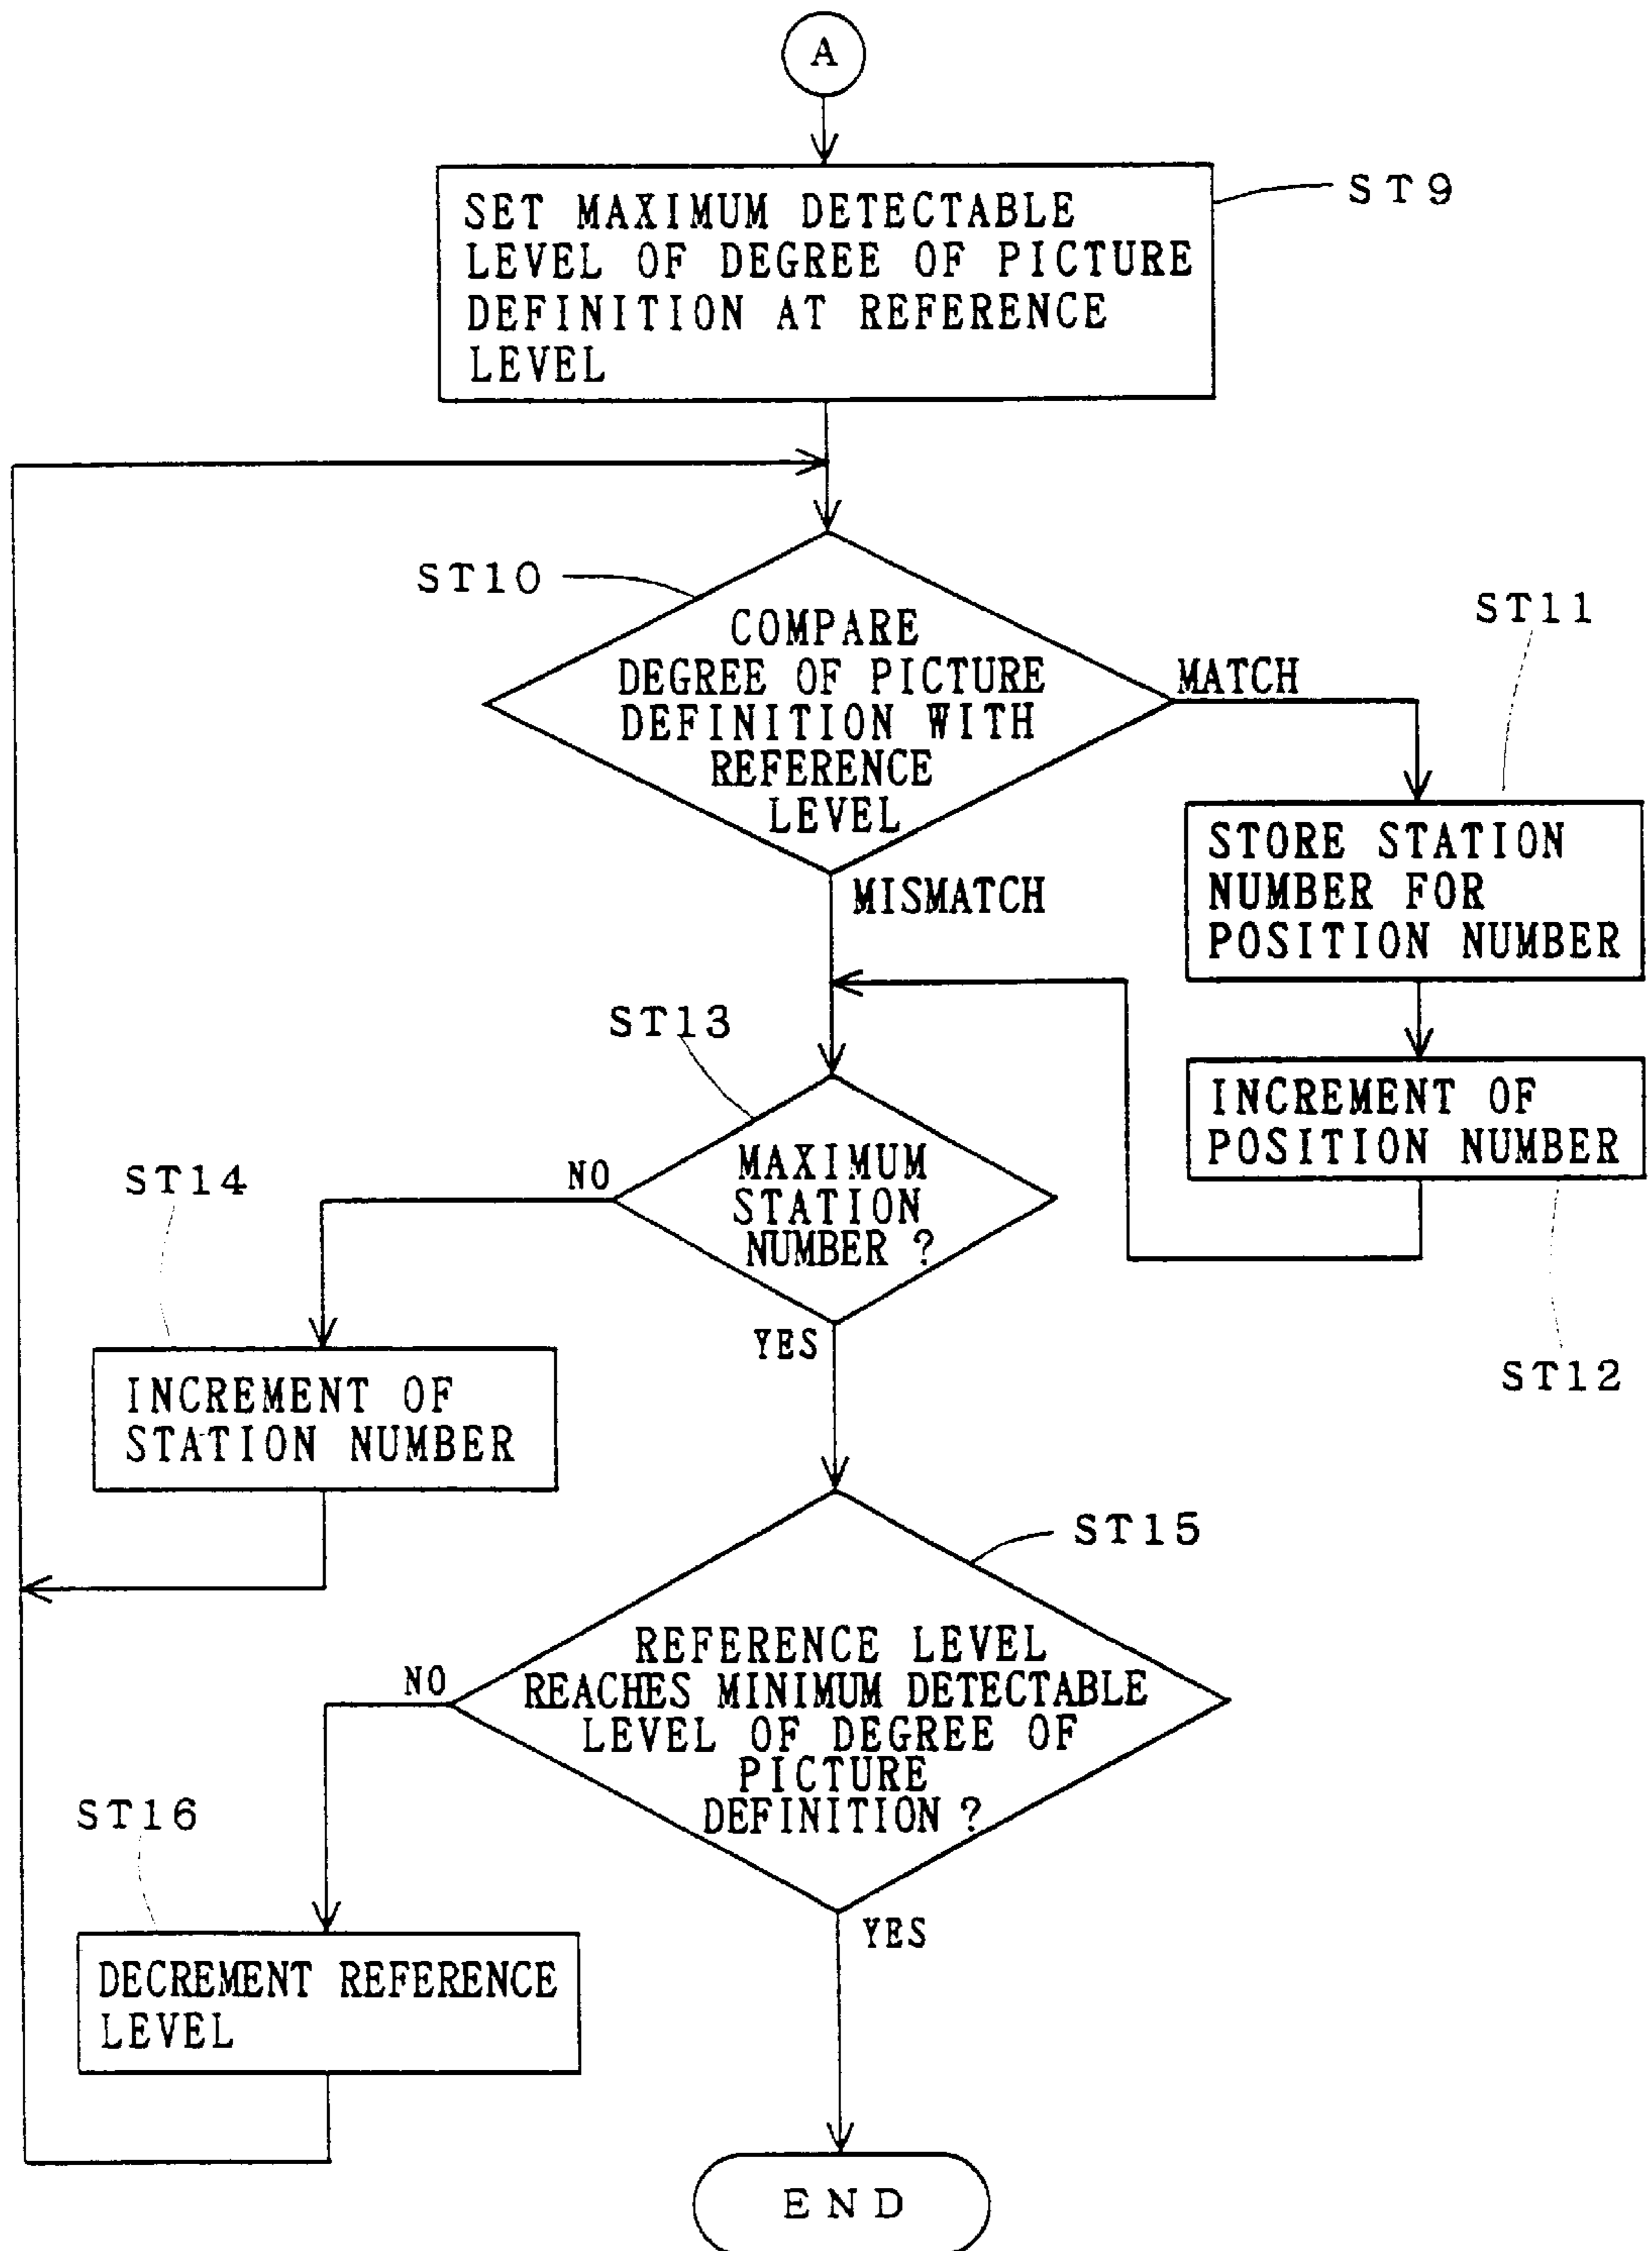 A
SET MAXIMUM DETECTABLE
LEVEL OF DEGREE OF PICTURE
DEFINITION AT REFERENCE
LEVEL
ST9
ST10
COMPARE
DEGREE OF PICTURE
DEFINITION WITH
REFERENCE
LEVEL
MATCH
MISMATCH
ST11
STORE STATION
NUMBER FOR
POSITION NUMBER
INCREMENT OF
POSITION NUMBER
ST12
ST13
MAXIMUM
STATION
NUMBER ?
NO
YES
ST14
INCREMENT OF
STATION NUMBER
ST15
REFERENCE LEVEL
REACHES MINIMUM DETECTABLE
LEVEL OF DEGREE OF
PICTURE
DEFINITION ?
NO
YES
ST16
DECREMENT REFERENCE
LEVEL
END